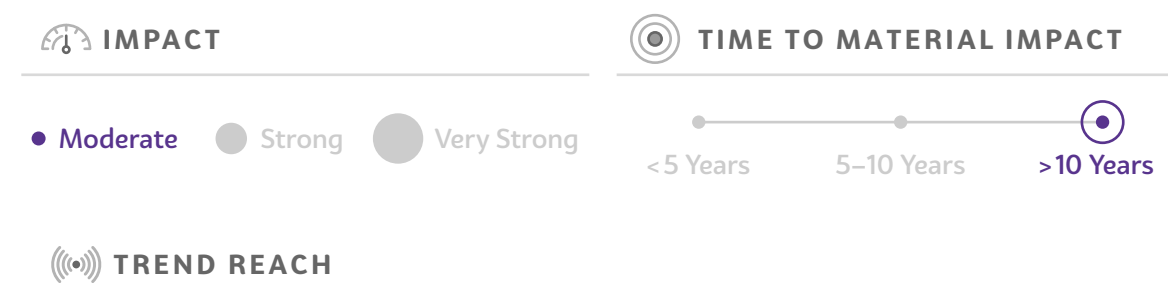 IMPACT
TIME TO MATERIAL IMPACT
Moderate Strong Very Strong
<5 Years 5–10 Years >10 Years
TREND REACH